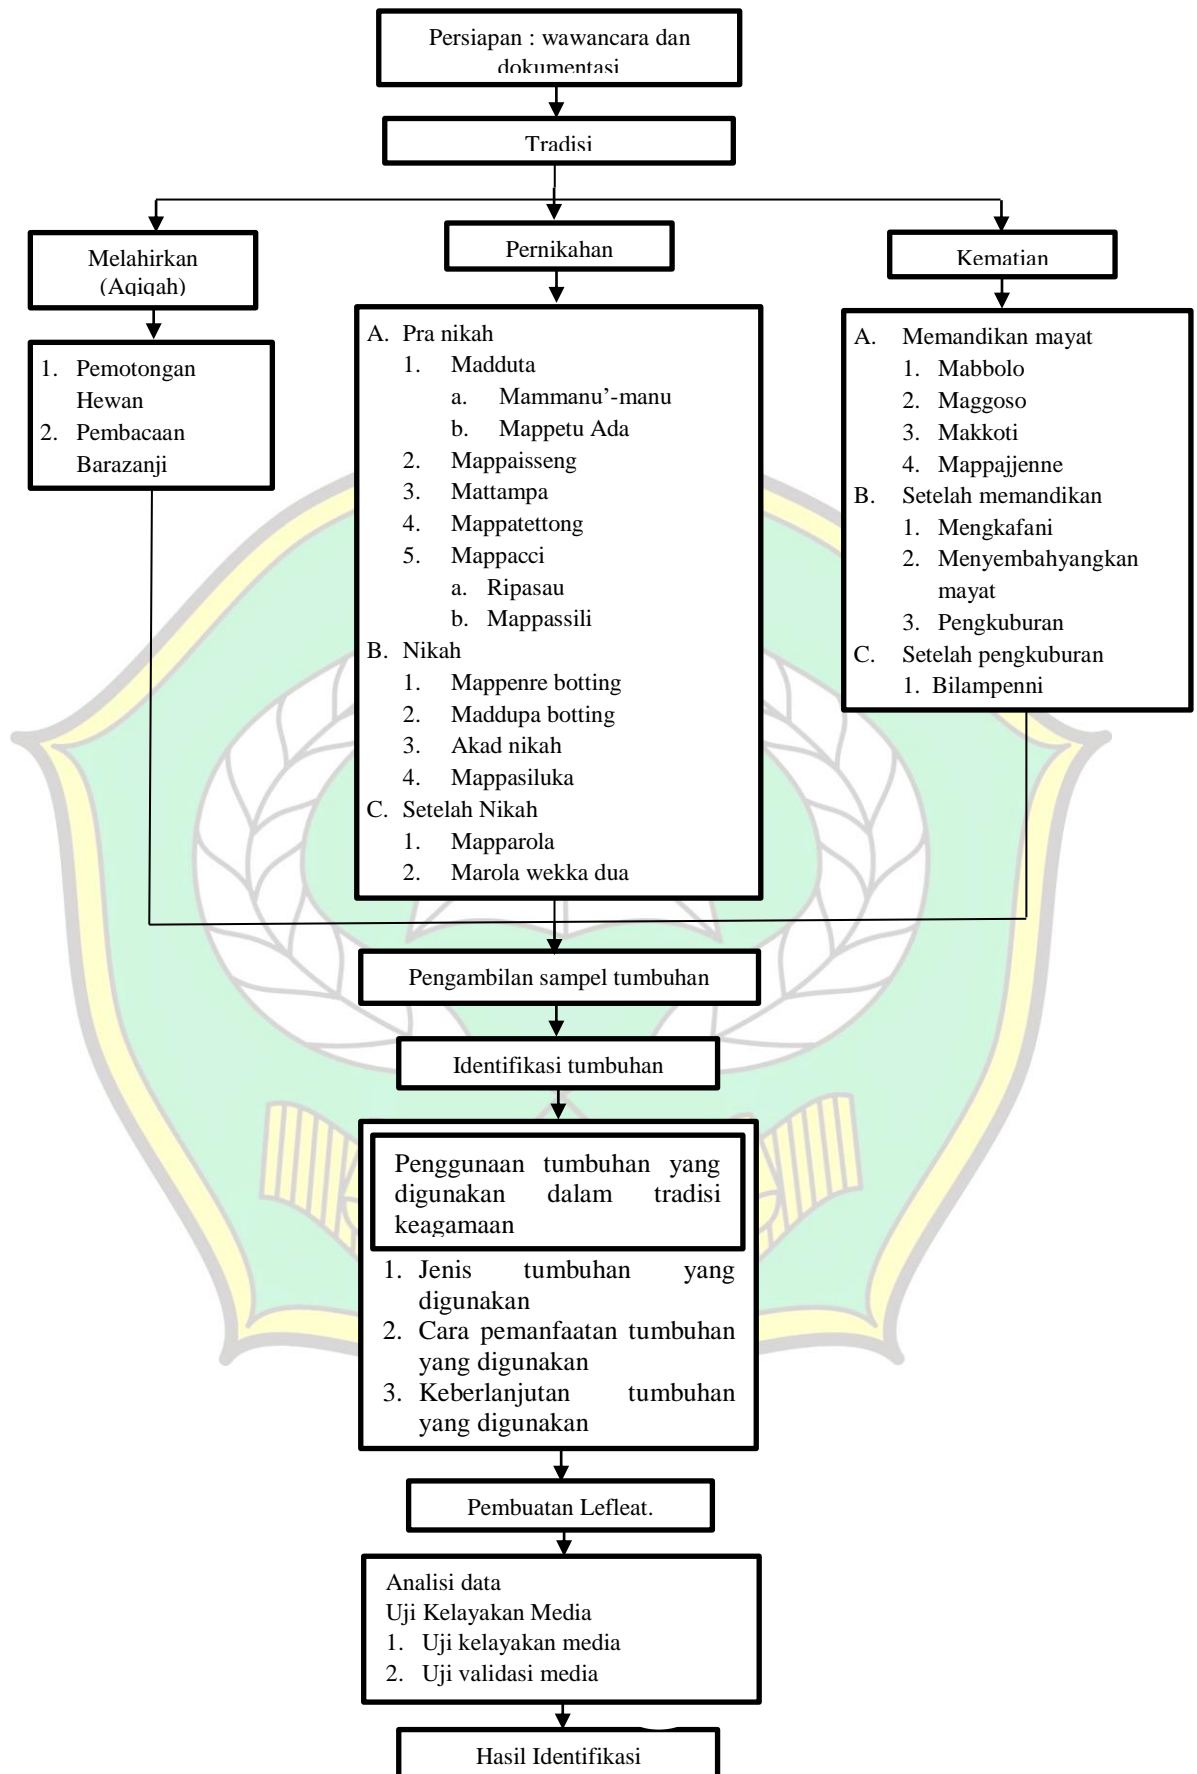 Persiapan : wawancara dan
dokumentasi
Tradisi
Melahirkan
(Aqiqah)
Pernikahan
Kematian
1. Pemotongan
Hewan
2. Pembacaan
Barazanji
A. Pra nikah
1. Madduta
a. Mammanu’-manu
b. Mappetu Ada
2. Mappaisseng
3. Mattampa
4. Mappatettong
5. Mappacci
a. Ripasau
b. Mappassili
B. Nikah
1. Mappenre botting
2. Maddupa botting
3. Akad nikah
4. Mappasiluka
C. Setelah Nikah
1. Mapparola
2. Marola wekka dua
A. Memandikan mayat
1. Mabbolo
2. Maggoso
3. Makkoti
4. Mappajjenne
B. Setelah memandikan
1. Mengkafani
2. Menyembahyangkan
mayat
3. Pengkuburan
C. Setelah pengkuburan
1. Bilampenni
Pengambilan sampel tumbuhan
Identifikasi tumbuhan
Penggunaan tumbuhan yang
digunakan dalam tradisi
keagamaan
1. Jenis tumbuhan yang
digunakan
2. Cara pemanfaatan tumbuhan
yang digunakan
3. Keberlanjutan tumbuhan
yang digunakan
Pembuatan Lefleat.
Analisi data
Uji Kelayakan Media
1. Uji kelayakan media
2. Uji validasi media
Hasil Identifikasi